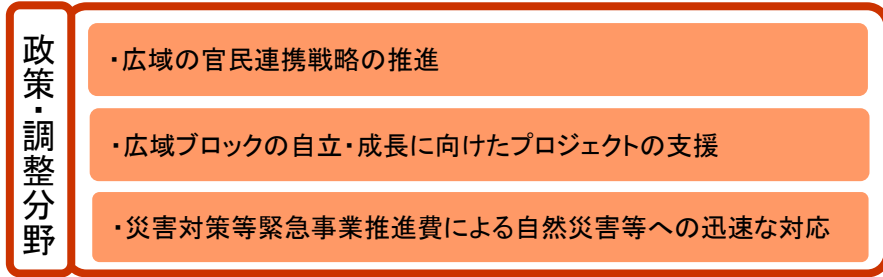 政策・調整分野
・広域の官民連携戦略の推進
・広域ブロックの自立・成長に向けたプロジェクトの支援
・災害対策等緊急事業推進費による自然災害等への迅速な対応